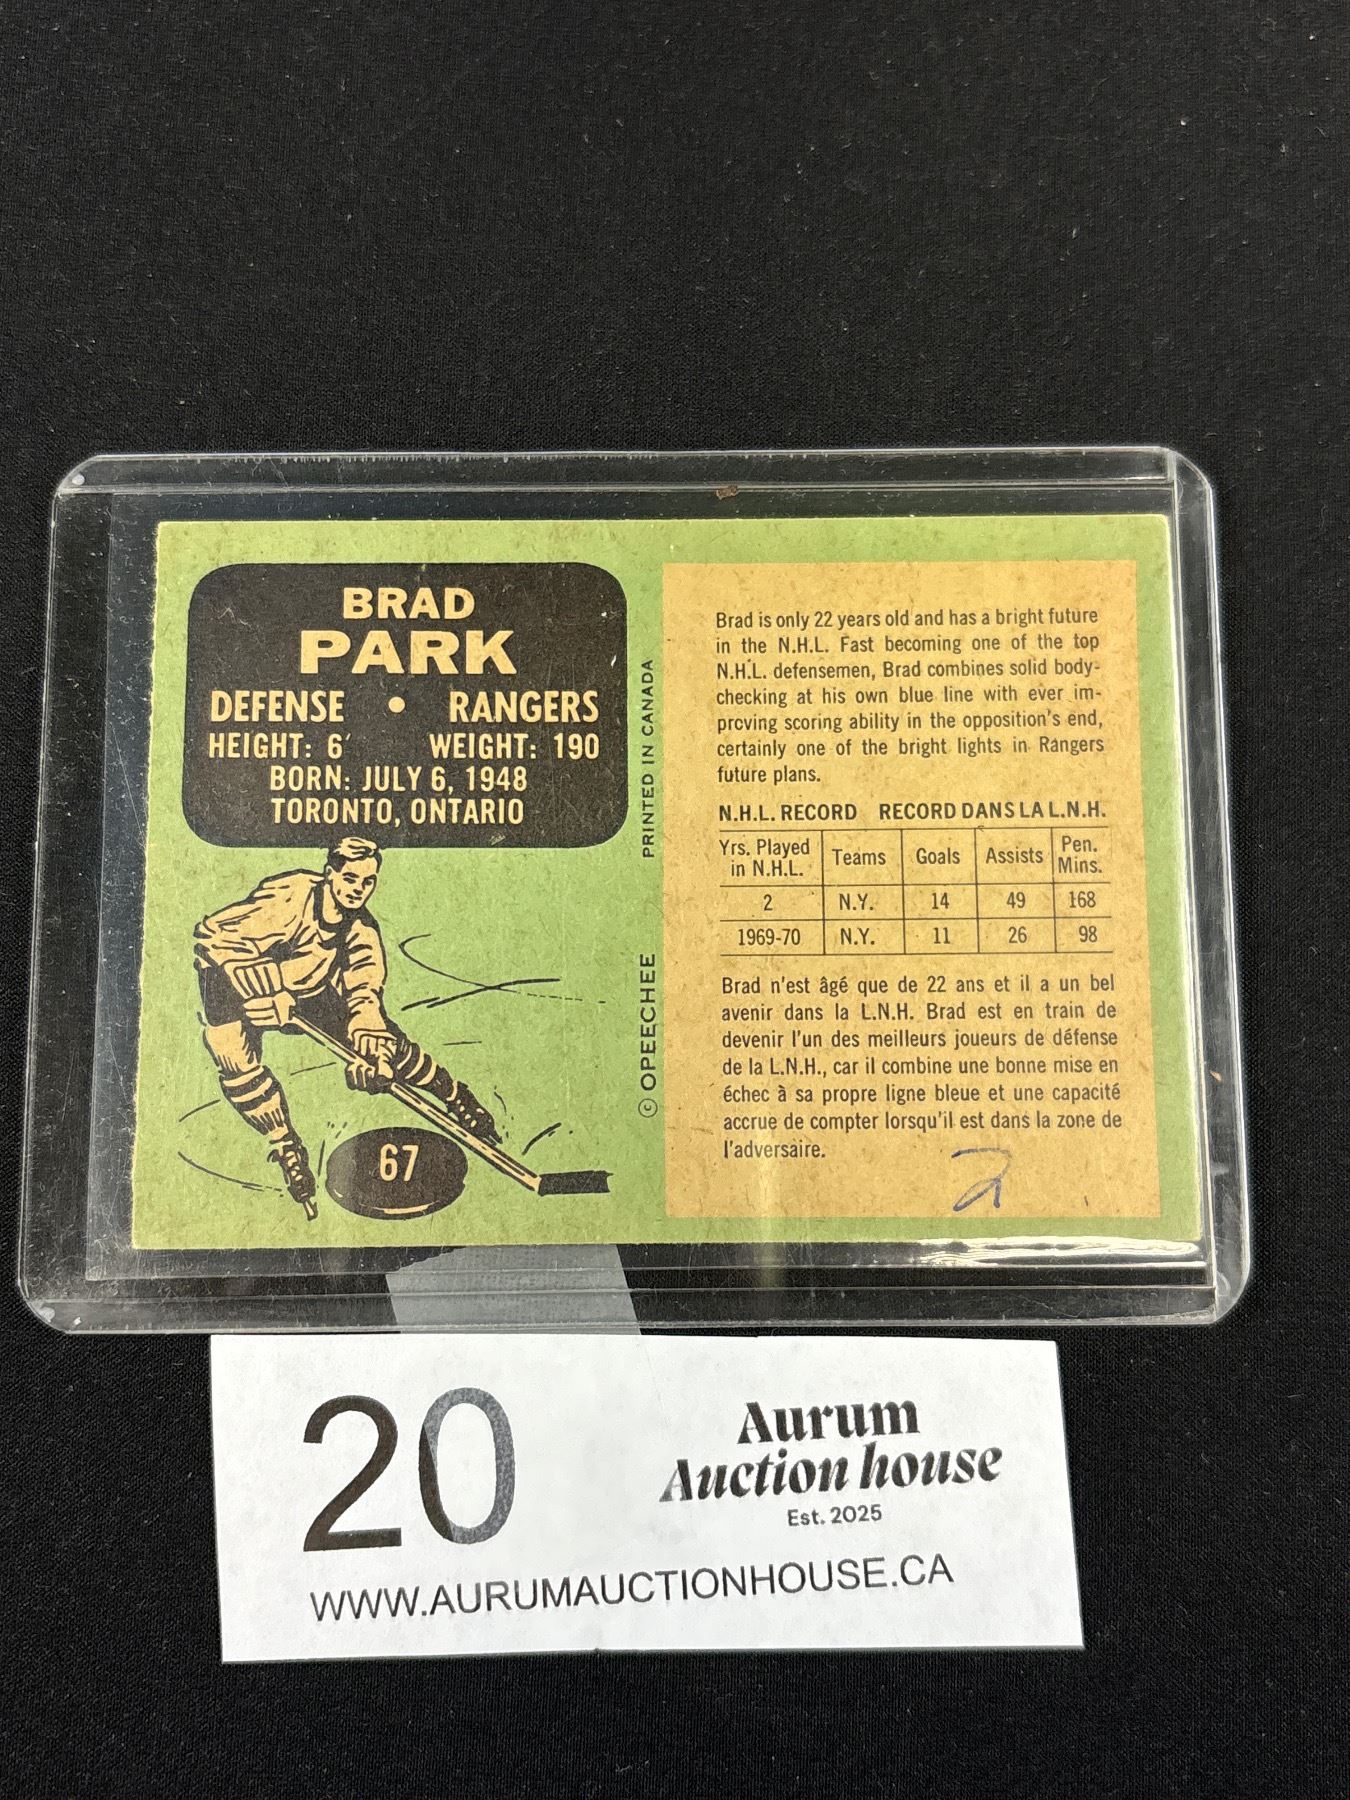 BRAD
PARK
DEFENSE • RANGERS
HEIGHT: 6' WEIGHT: 190
BORN: JULY 6, 1948
TORONTO, ONTARIO
67
© OPEECHEE PRINTED IN CANADA
Brad is only 22 years old and has a bright future
in the N.H.L. Fast becoming one of the top
N.H.L. defensemen, Brad combines solid body-
checking at his own blue line with ever im-
proving scoring ability in the opposition's end,
certainly one of the bright lights in Rangers
future plans.
N.H.L. RECORD RECORD DANS LA L.N.H.
Yrs. Played in N.H.L. Teams Goals Assists Pen. Mins.
2 N.Y. 14 49 168
1969-70 N.Y. 11 26 98
Brad n'est âgé que de 22 ans et il a un bel
avenir dans la L.N.H. Brad est en train de
devenir l'un des meilleurs joueurs de défense
de la L.N.H., car il combine une bonne mise en
échec à sa propre ligne bleue et une capacité
accrue de compter lorsqu'il est dans la zone de
l'adversaire.
2
20
Aurum
Auction house
Est. 2025
WWW.AURUMAUCTIONHOUSE.CA